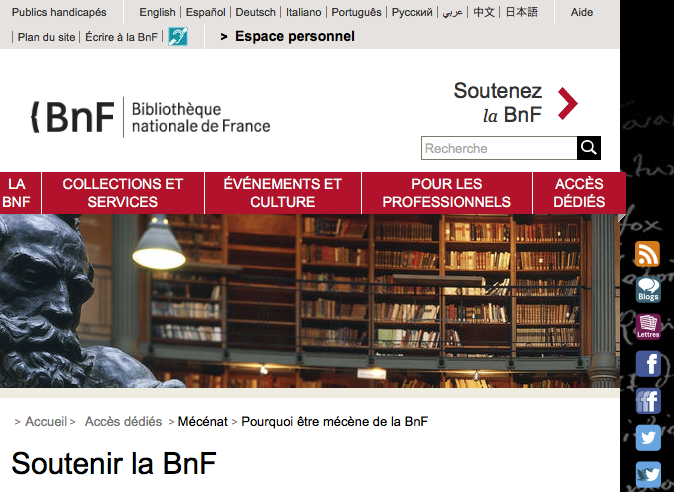 Publics handicapés
English | Español | Deutsch | Italiano | Português | Русский | عربي | 中文 | 日本語 | Aide
| Plan du site | Écrire à la BnF |
> Espace personnel
Soutenez
la BnF
BnF
Bibliothèque
nationale de France
Recherche
LA
BNF
COLLECTIONS ET
SERVICES
ÉVÉNEMENTS ET
CULTURE
POUR LES
PROFESSIONNELS
ACCÈS
DÉDIÉS
Blogs
Lettres
> Accueil > Accès dédiés > Mécénat > Pourquoi être mécène de la BnF
Soutenir la BnF